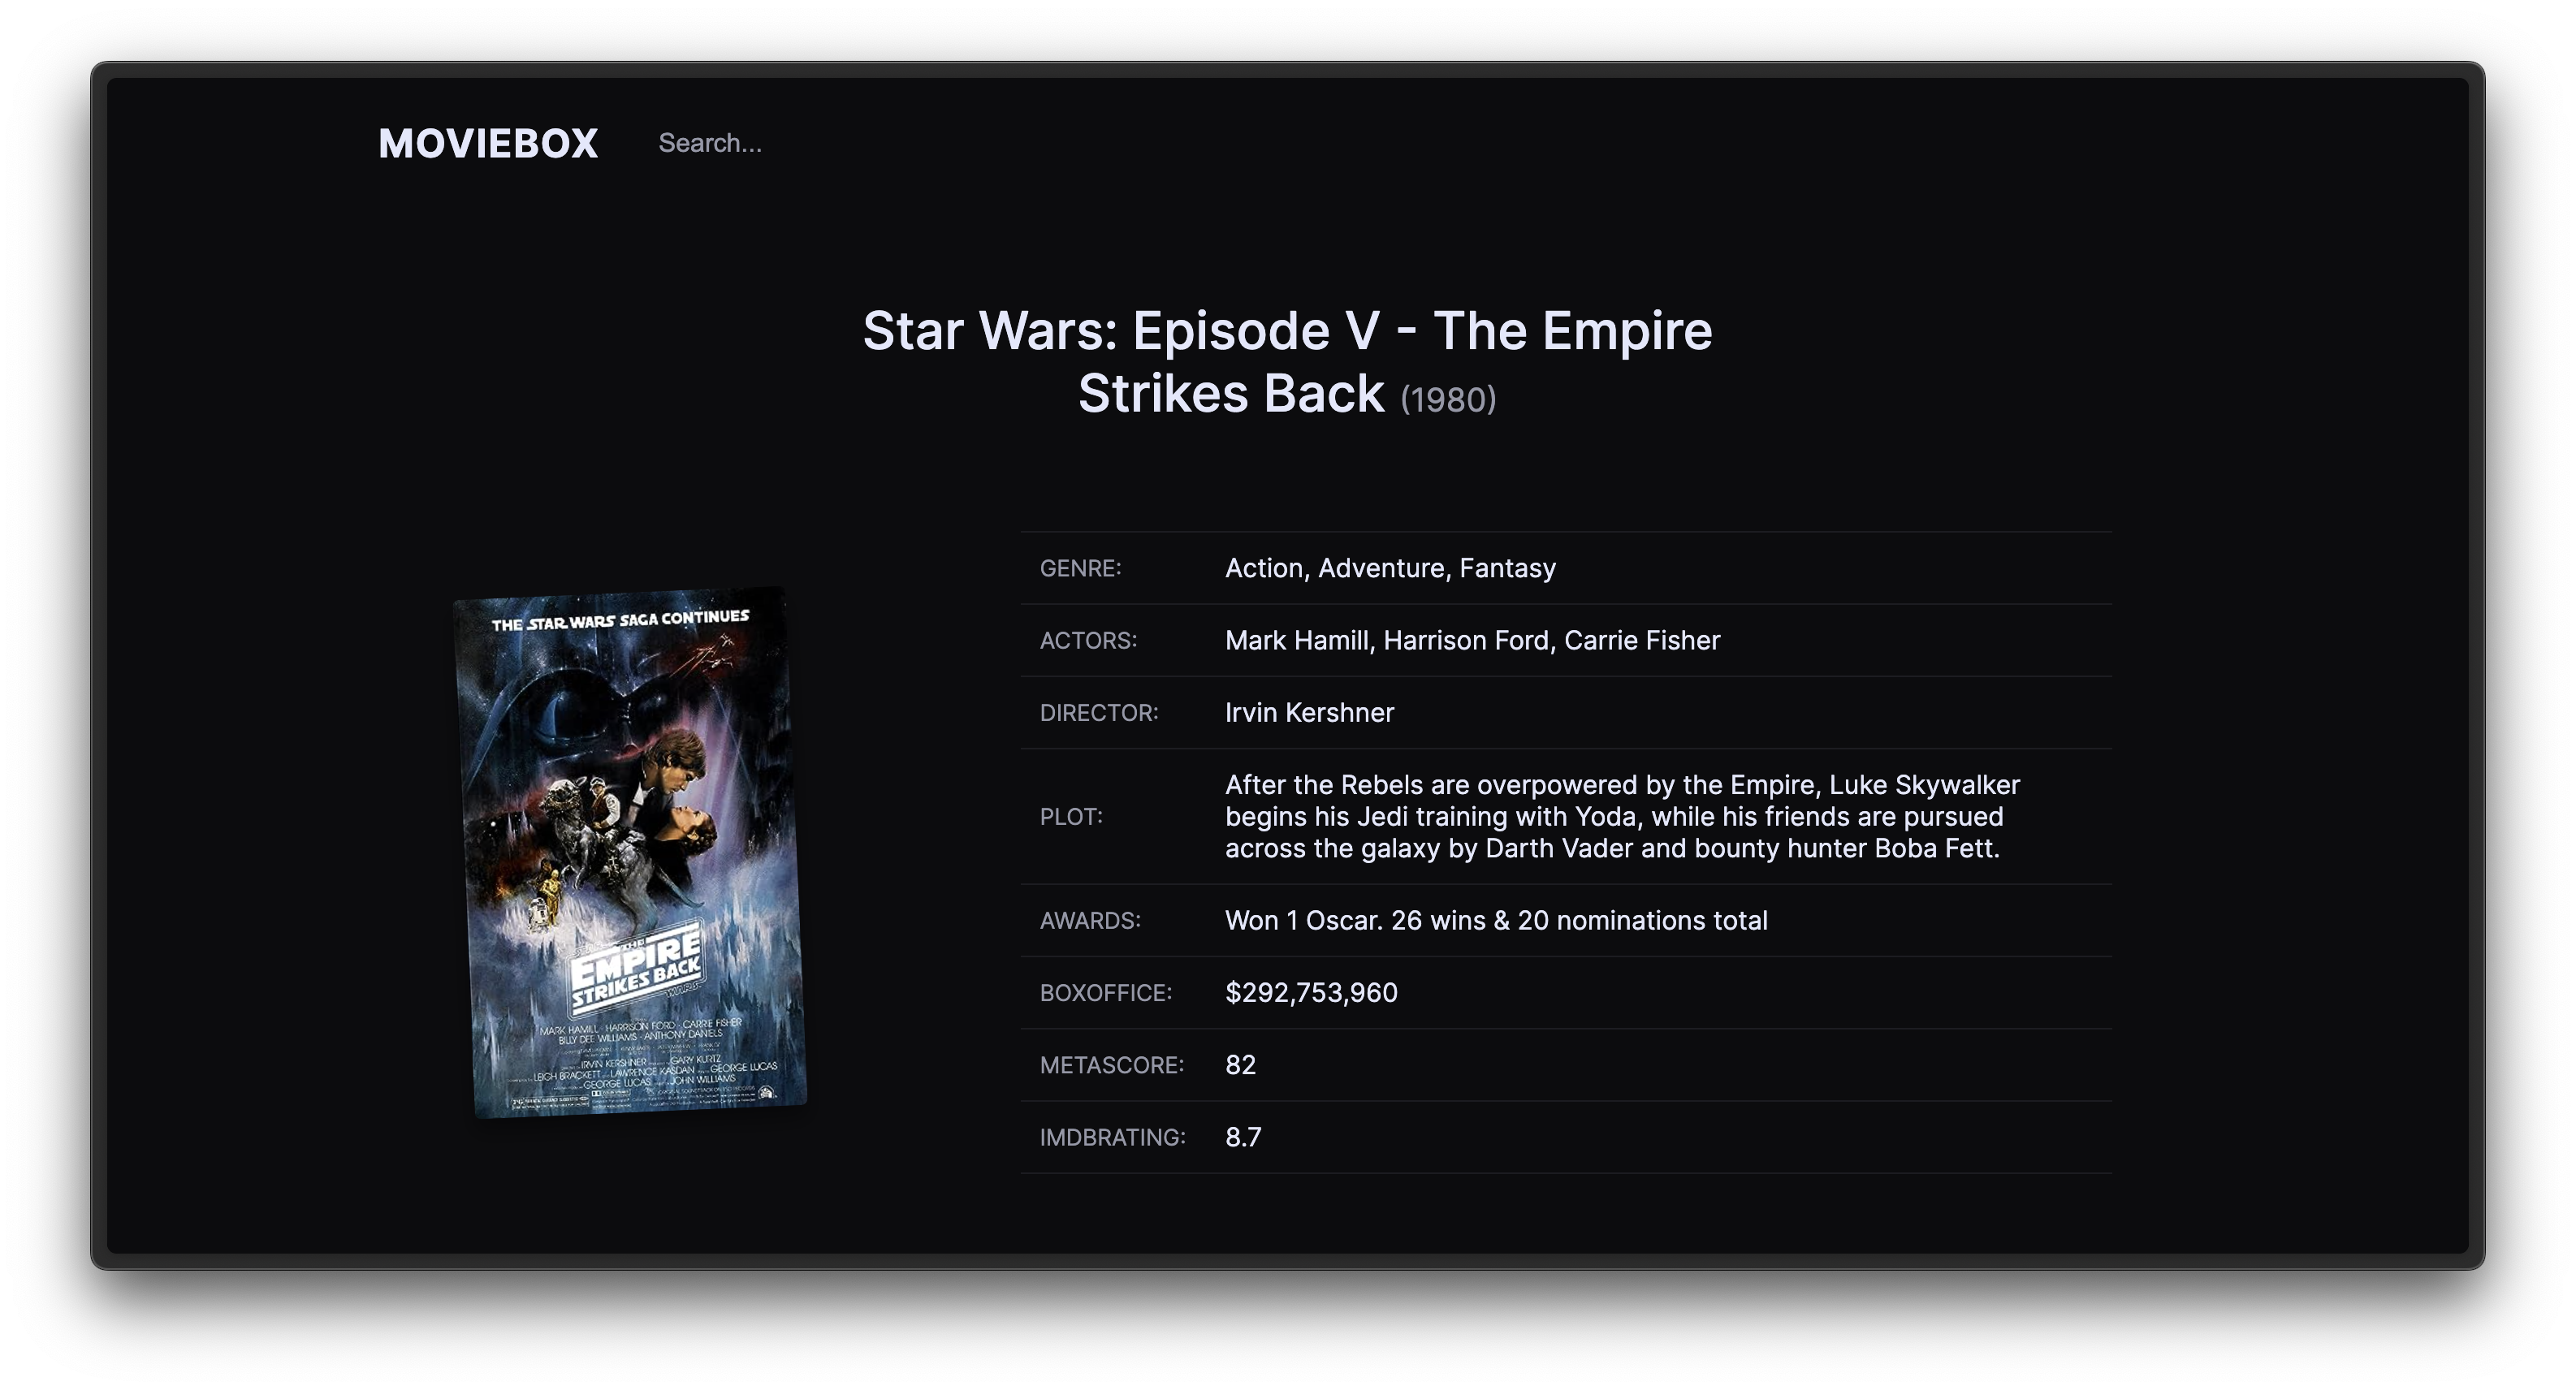 MOVIEBOX
Search...
Star Wars: Episode V - The Empire
Strikes Back (1980)
THE STAR WARS SAGA CONTINUES
THE
EMPIRE
STRIKES BACK
MARK HAMILL · HARRISON FORD · CARRIE FISHER
BILLY DEE WILLIAMS · ANTHONY DANIELS
IRVIN KERSHNER GARY KURTZ
LEIGH BRACKETT LAWRENCE KASDAN GEORGE LUCAS
GEORGE LUCAS JOHN WILLIAMS
GENRE: Action, Adventure, Fantasy
ACTORS: Mark Hamill, Harrison Ford, Carrie Fisher
DIRECTOR: Irvin Kershner
PLOT: After the Rebels are overpowered by the Empire, Luke Skywalker
begins his Jedi training with Yoda, while his friends are pursued
across the galaxy by Darth Vader and bounty hunter Boba Fett.
AWARDS: Won 1 Oscar. 26 wins & 20 nominations total
BOXOFFICE: $292,753,960
METASCORE: 82
IMDBRATING: 8.7